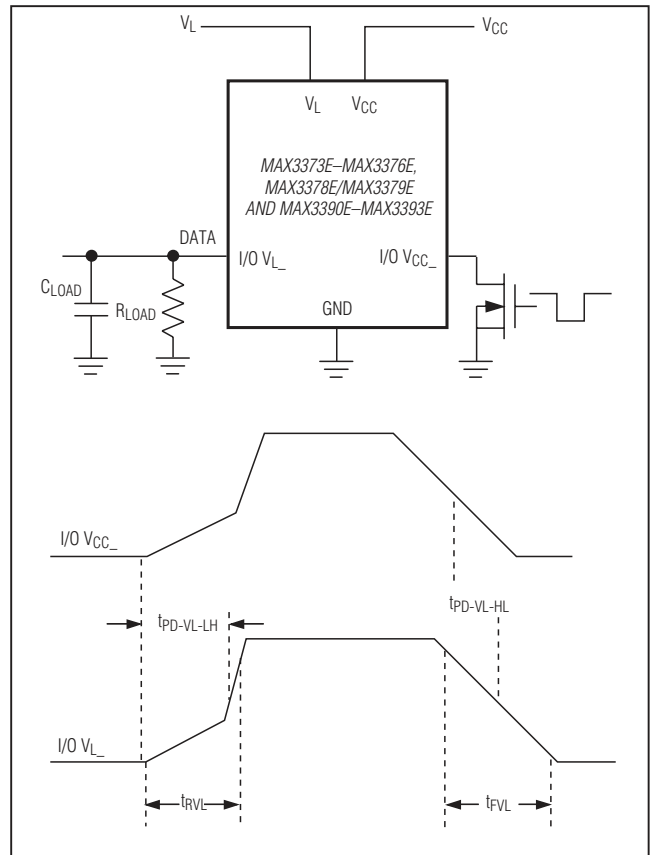 VL VCC
VL VCC
MAX3373E–MAX3376E,
MAX3378E/MAX3379E
AND MAX3390E–MAX3393E
DATA
I/O VL_ I/O VCC_
CLOAD
RLOAD
GND
I/O VCC_
tPD-VL-LH
tPD-VL-HL
I/O VL_
tRVL
tFVL